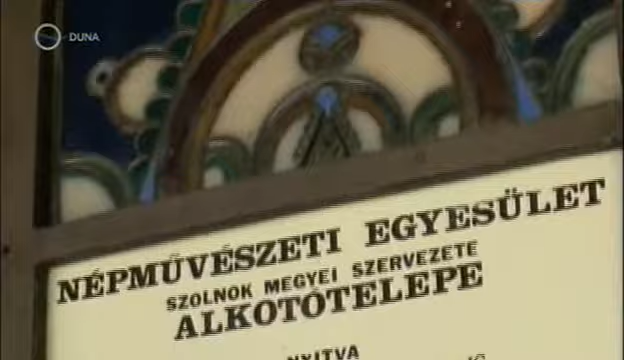 DUNA
NÉPMŰVÉSZETI EGYESÜLET
SZOLNOK MEGYEI SZERVEZETE
ALKOTÓTELEPE
NYITVA